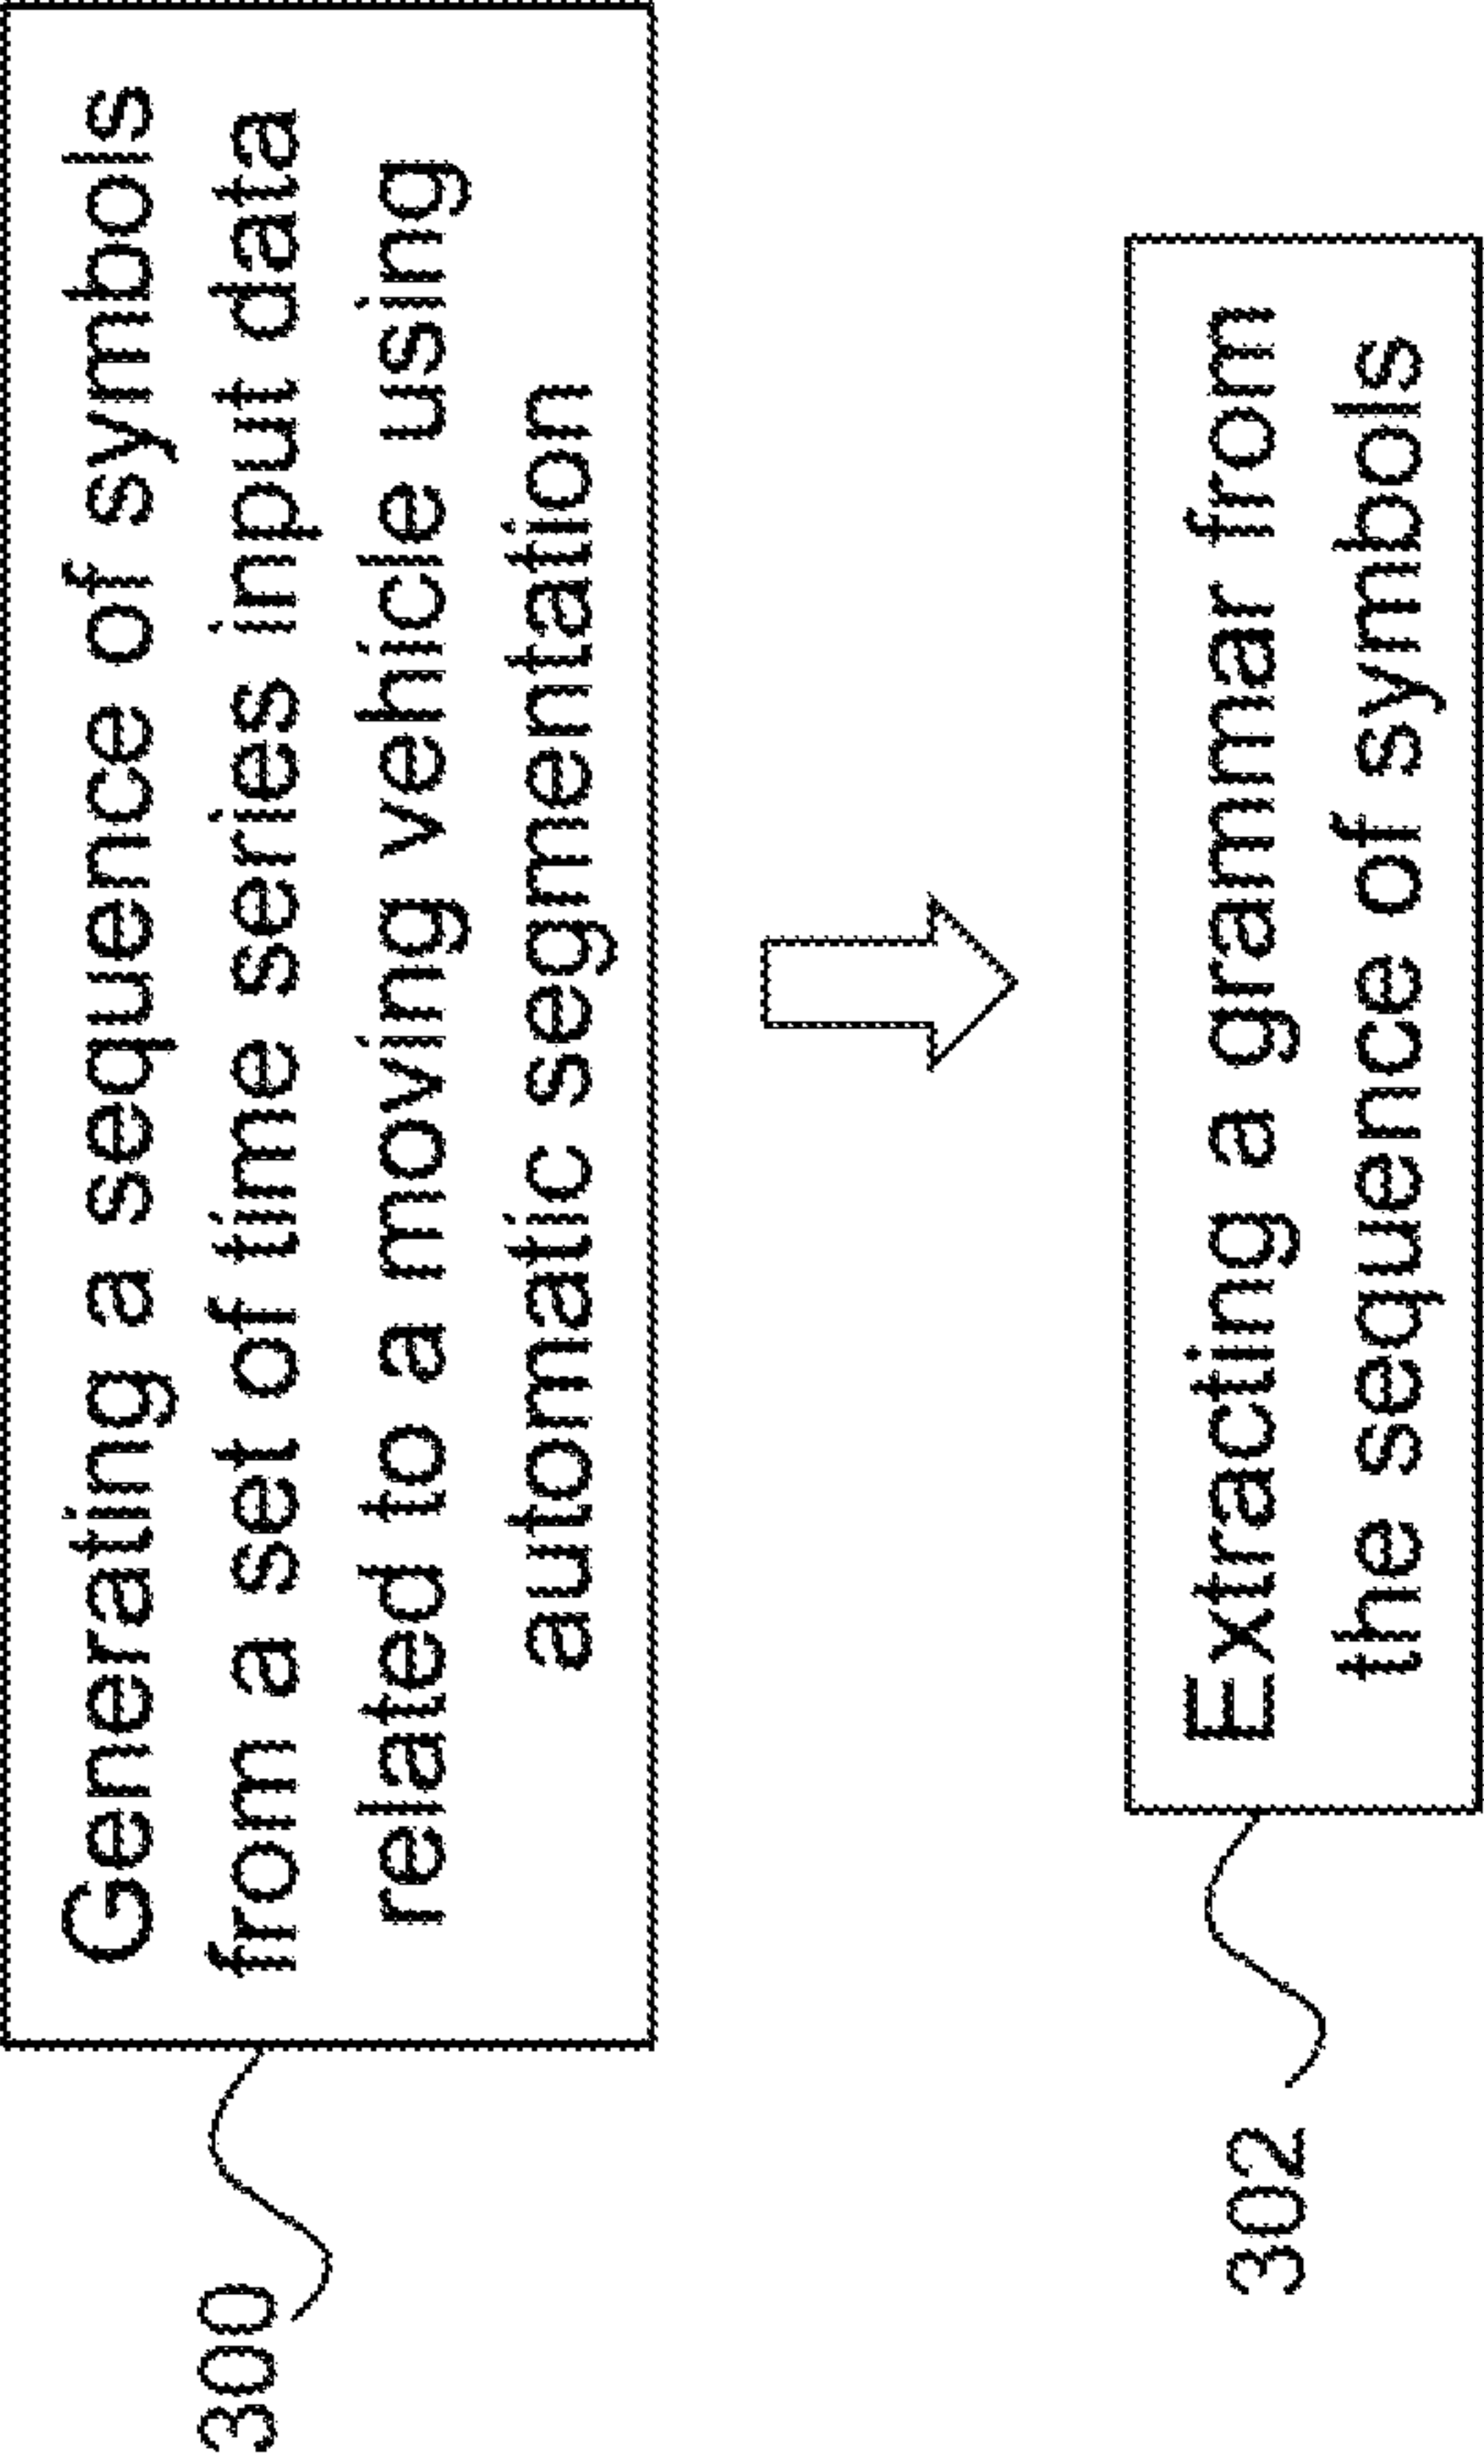 Generating a sequence of symbols
from a set of time series input data
related to a moving vehicle using
automatic segmentation
300
Extracting a grammar from
the sequence of symbols
302